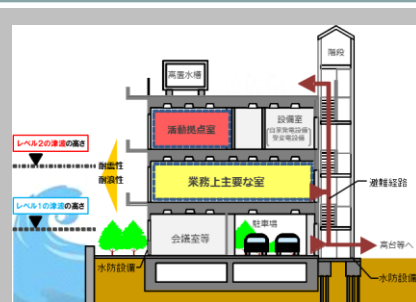 階段
高置水槽
活動拠点室
設備室
自家発電設備
受変電設備
レベル2の津波の高さ
耐震性
耐浪性
業務上主要な室
避難経路
レベル1の津波の高さ
会議室等
駐車場
高台等へ
水防設備
水防設備